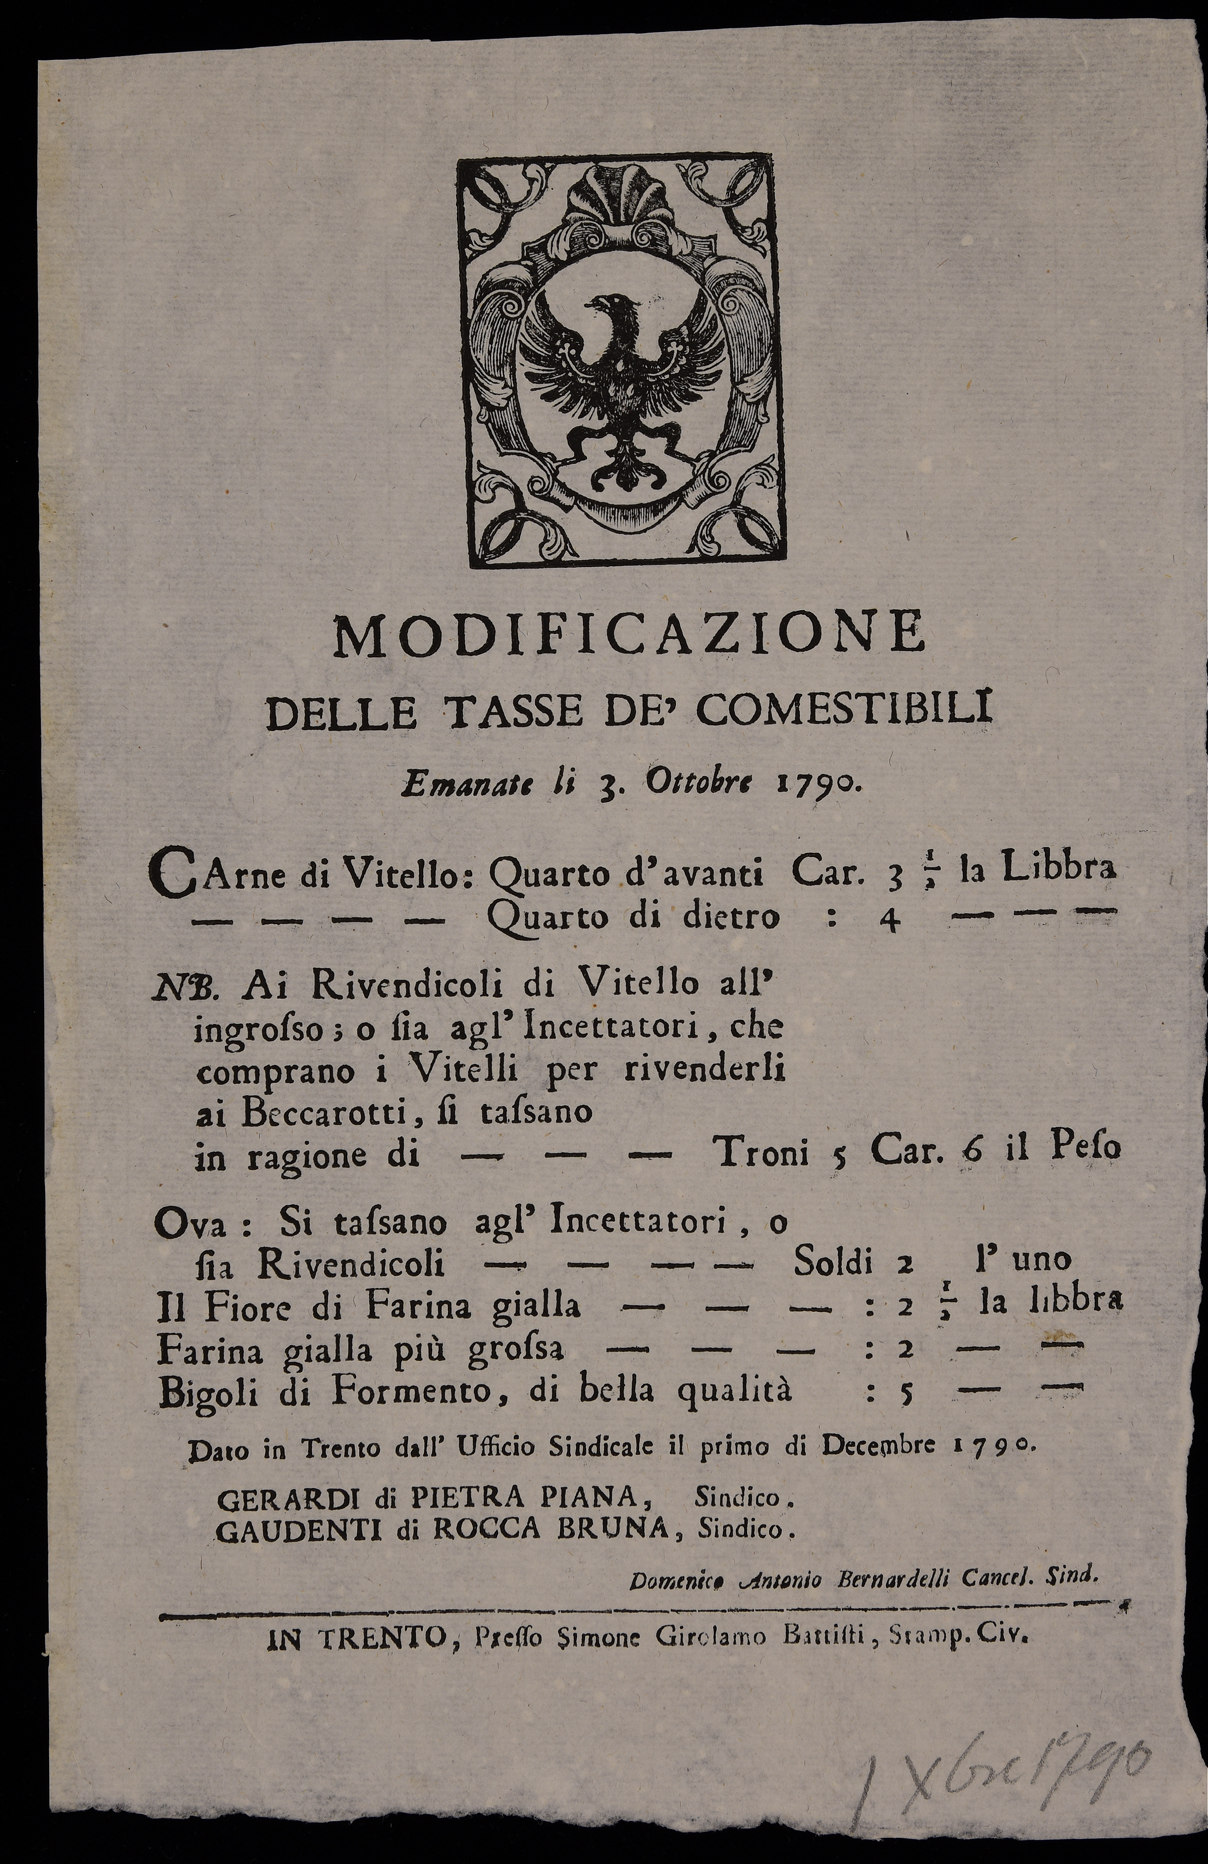 MODIFICAZIONE
DELLE TASSE DE' COMESTIBILI
Emanate li 3. Ottobre 1790.
CArne di Vitello: Quarto d'avanti Car. 3 ½ la Libbra
— — — — Quarto di dietro : 4 — — —
NB. Ai Rivendicoli di Vitello all'
ingroſso; o ſia agl' Incettatori, che
comprano i Vitelli per rivenderli
ai Beccarotti, ſi taſsano
in ragione di — — — Troni 5 Car. 6 il Peſo
Ova: Si taſsano agl' Incettatori, o
ſia Rivendicoli — — — — Soldi 2 l' uno
Il Fiore di Farina gialla — — — : 2 ½ la libbra
Farina gialla più groſsa — — — : 2 — —
Bigoli di Formento, di bella qualità : 5 — —
Dato in Trento dall' Ufficio Sindicale il primo di Decembre 1790.
GERARDI di PIETRA PIANA, Sindico.
GAUDENTI di ROCCA BRUNA, Sindico.
Domenico Antonio Bernardelli Cancel. Sind.
IN TRENTO, Preſſo Simone Girolamo Battiſti, Stamp. Civ.
1 Xbre 1790